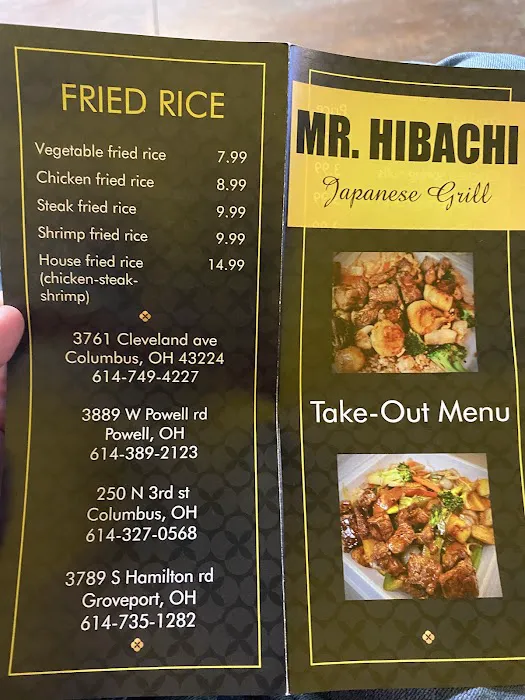 FRIED RICE
Vegetable fried rice 7.99
Chicken fried rice 8.99
Steak fried rice 9.99
Shrimp fried rice 9.99
House fried rice 14.99
(chicken-steak-
shrimp)
3761 Cleveland ave
Columbus, OH 43224
614-749-4227
3889 W Powell rd
Powell, OH
614-389-2123
250 N 3rd st
Columbus, OH
614-327-0568
3789 S Hamilton rd
Groveport, OH
614-735-1282
MR. HIBACHI
Japanese Grill
Take-Out Menu